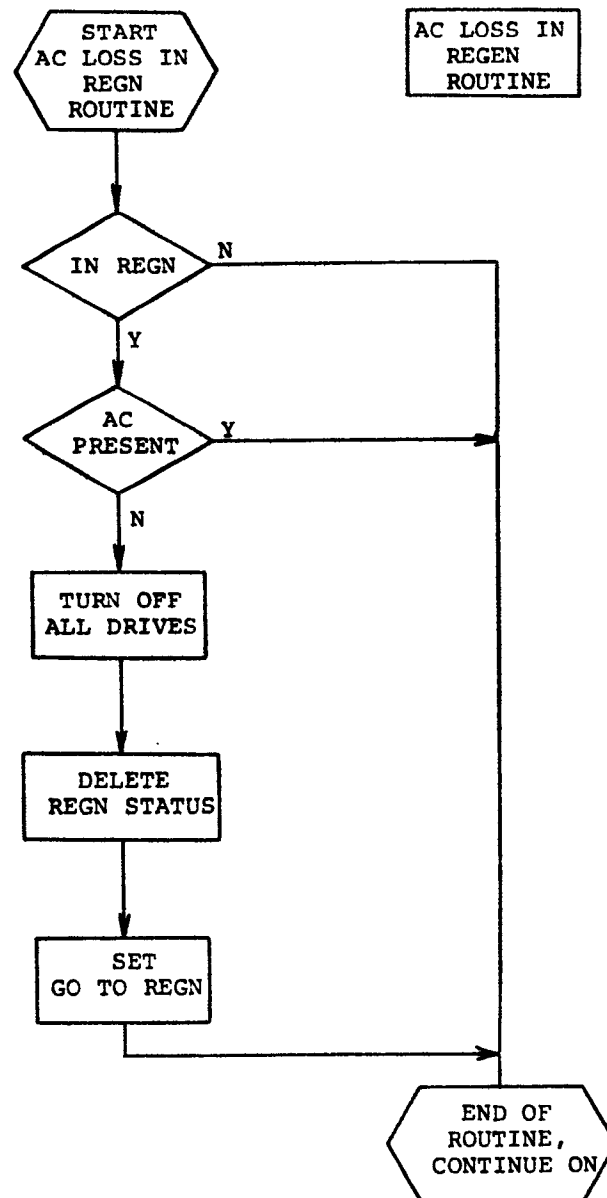 START
AC LOSS IN
REGN
ROUTINE
AC LOSS IN
REGEN
ROUTINE
IN REGN
N
Y
AC
PRESENT
Y
N
TURN OFF
ALL DRIVES
DELETE
REGN STATUS
SET
GO TO REGN
END OF
ROUTINE,
CONTINUE ON